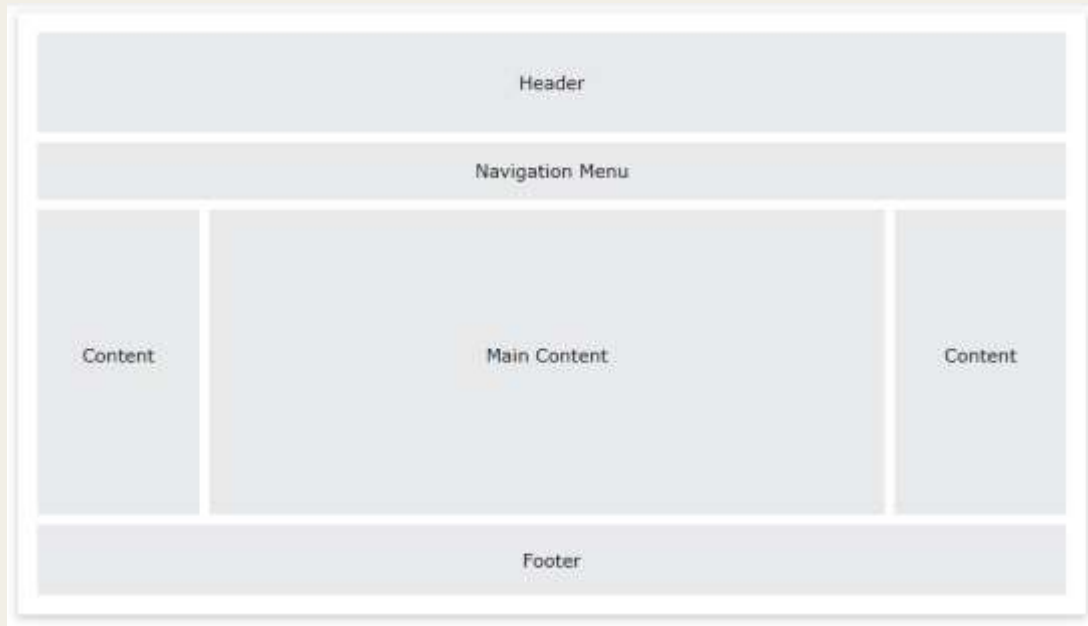 Header
Navigation Menu
Content
Main Content
Content
Footer